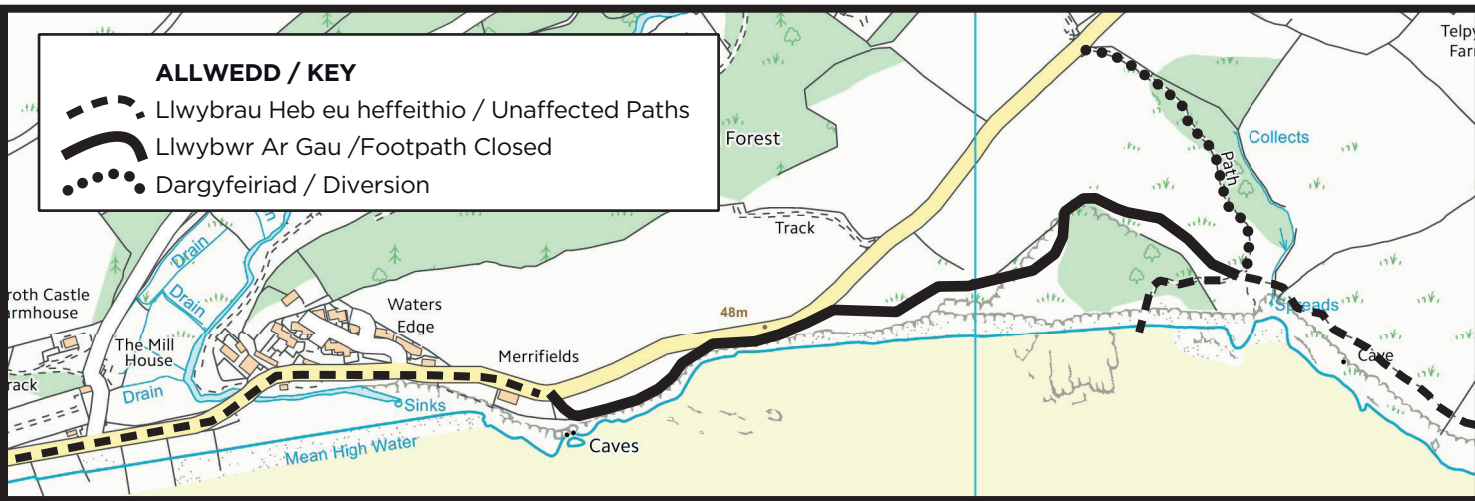 ALLWEDD / KEY
Llwybrau Heb eu heffeithio / Unaffected Paths
Llwybwr Ar Gau /Footpath Closed
Dargyfeiriad / Diversion
Forest
Collects
Path
Track
Drain
Drain
roth Castle
armhouse
The Mill
House
Waters
Edge
48m
Merrifields
Spreads
Cave
rack
Drain
Sinks
Mean High Water
Caves
Telpy
Farr